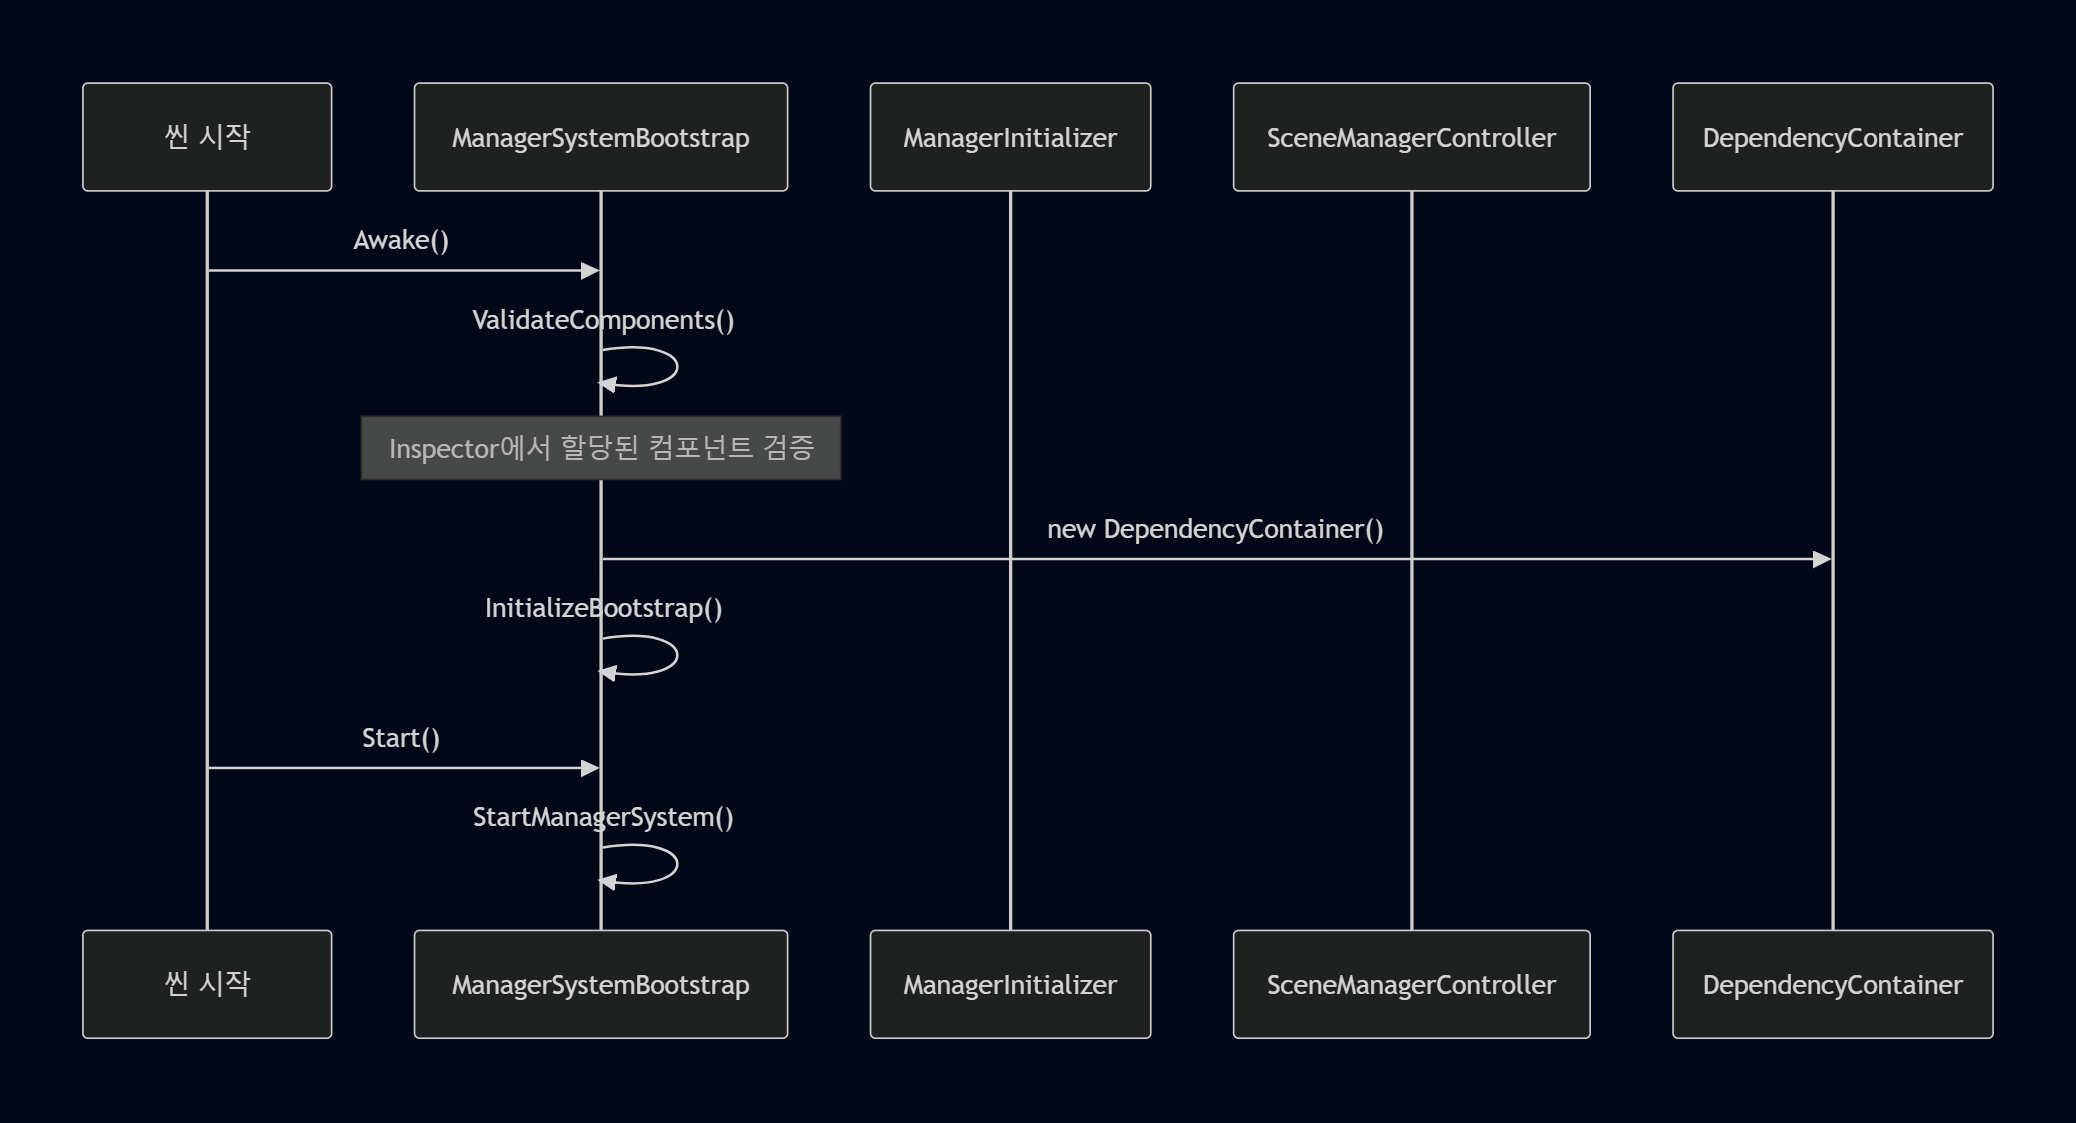 씬 시작
ManagerSystemBootstrap
ManagerInitializer
SceneManagerController
DependencyContainer
Awake()
ValidateComponents()
Inspector에서 할당된 컴포넌트 검증
new DependencyContainer()
InitializeBootstrap()
Start()
StartManagerSystem()
씬 시작
ManagerSystemBootstrap
ManagerInitializer
SceneManagerController
DependencyContainer